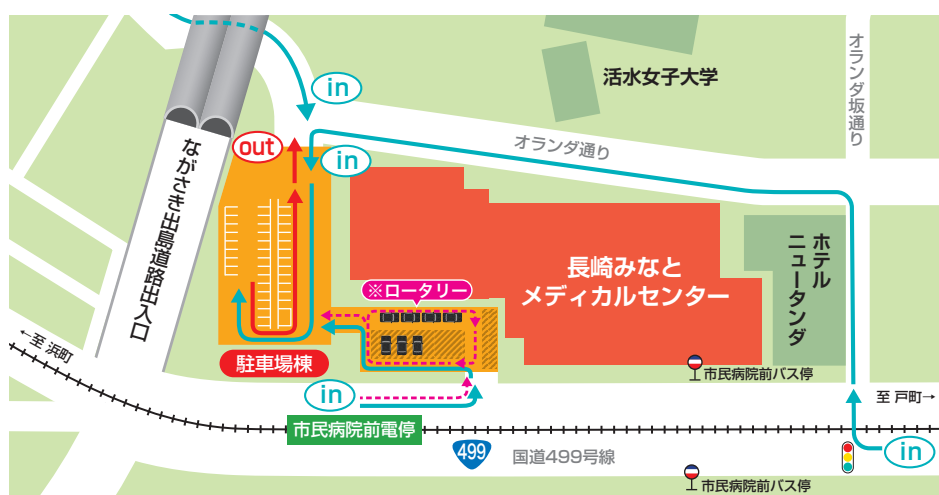 in
活水女子大学
オランダ坂通り
オランダ通り
out
in
ながさき出島道路出入口
長崎みなと
メディカルセンター
ホテル
ニュータンダ
※ロータリー
←至 浜町
駐車場棟
市民病院前バス停
in
至 戸町→
市民病院前電停
499
国道499号線
in
市民病院前バス停